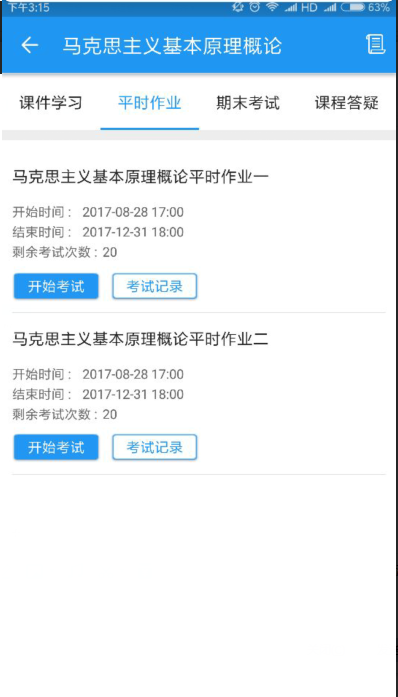 下午3:15 HD 63%
马克思主义基本原理概论
课件学习 平时作业 期末考试 课程答疑
马克思主义基本原理概论平时作业一
开始时间： 2017-08-28 17:00
结束时间： 2017-12-31 18:00
剩余考试次数：20
开始考试 考试记录
马克思主义基本原理概论平时作业二
开始时间： 2017-08-28 17:00
结束时间： 2017-12-31 18:00
剩余考试次数：20
开始考试 考试记录